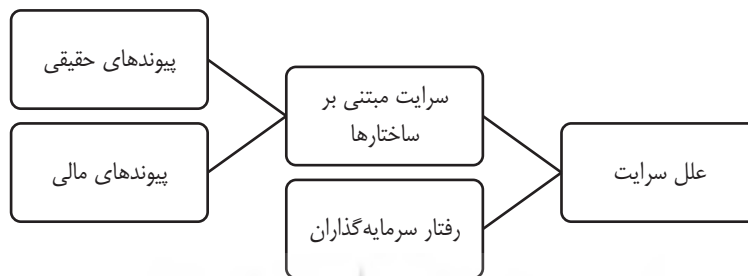 علل سرایت
سرایت مبتنی بر
ساختارها
رفتار سرمایه‌گذاران
پیوندهای حقیقی
پیوندهای مالی